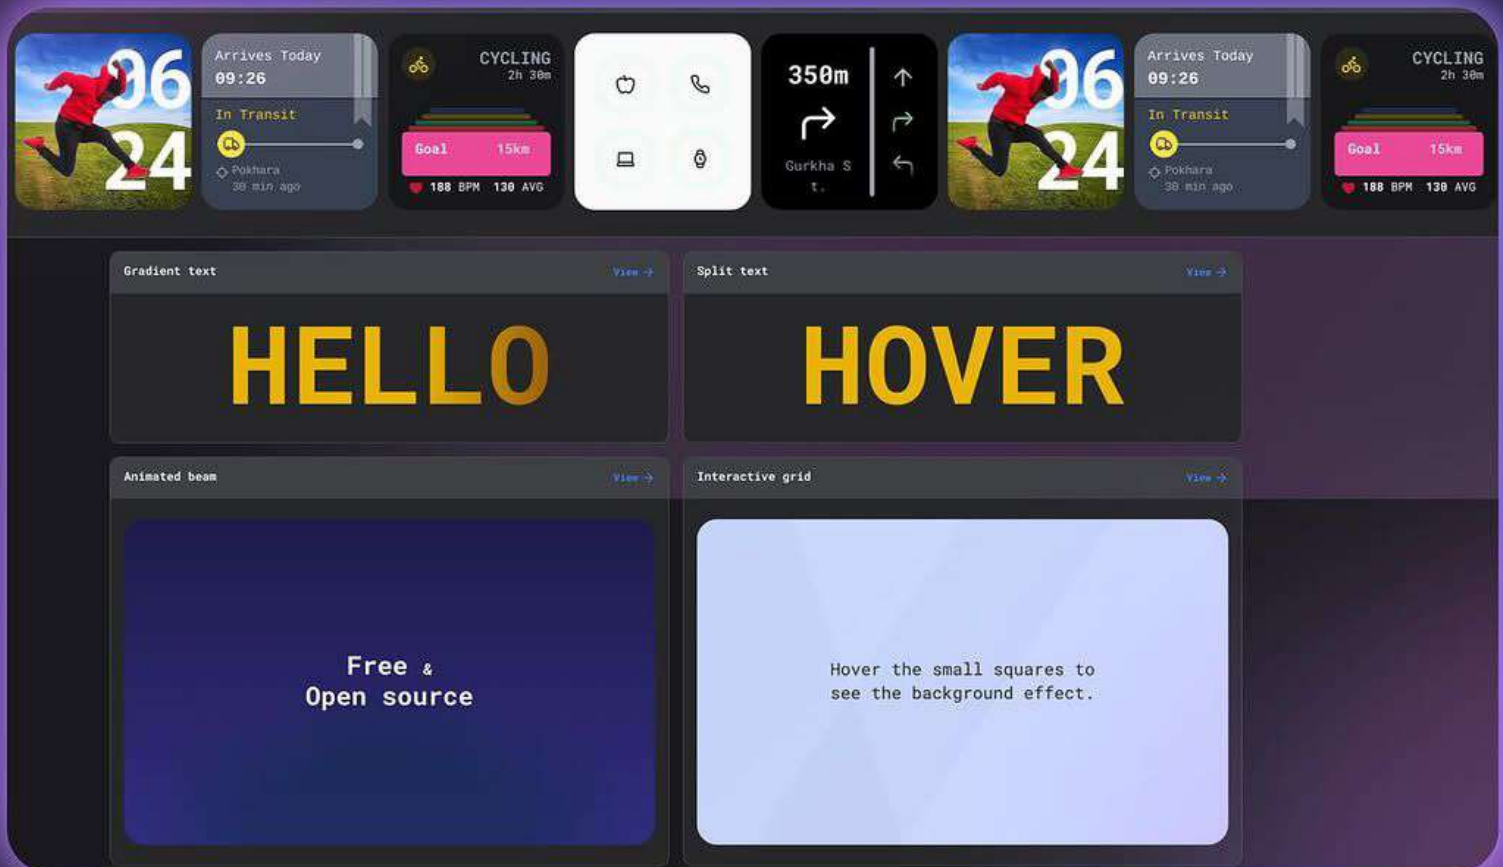 06
24
Arrives Today
09:26
In Transit
Pokhara
30 min ago
CYCLING
2h 30m
Goal 15km
188 BPM 130 AVG
350m
Gurkha S
t.
06
24
Arrives Today
09:26
In Transit
Pokhara
30 min ago
CYCLING
2h 30m
Goal 15km
188 BPM 130 AVG
Gradient text View →
HELLO
Split text View →
HOVER
Animated beam View →
Free &
Open source
Interactive grid View →
Hover the small squares to
see the background effect.